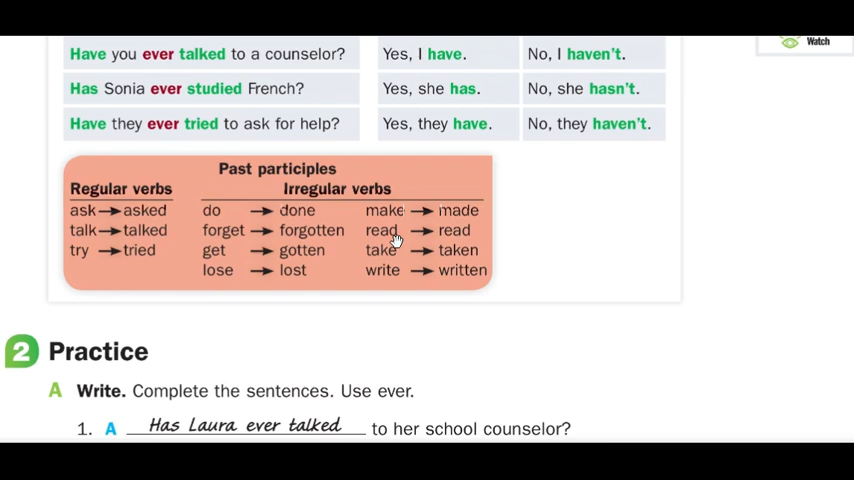 Have you ever talked to a counselor? Yes, I have. No, I haven't.
Watch
Has Sonia ever studied French? Yes, she has. No, she hasn't.
Have they ever tried to ask for help? Yes, they have. No, they haven't.
Past participles
Regular verbs Irregular verbs
ask → asked do → done make → made
talk → talked forget → forgotten read → read
try → tried get → gotten take → taken
lose → lost write → written
2 Practice
A Write. Complete the sentences. Use ever.
1. A Has Laura ever talked to her school counselor?